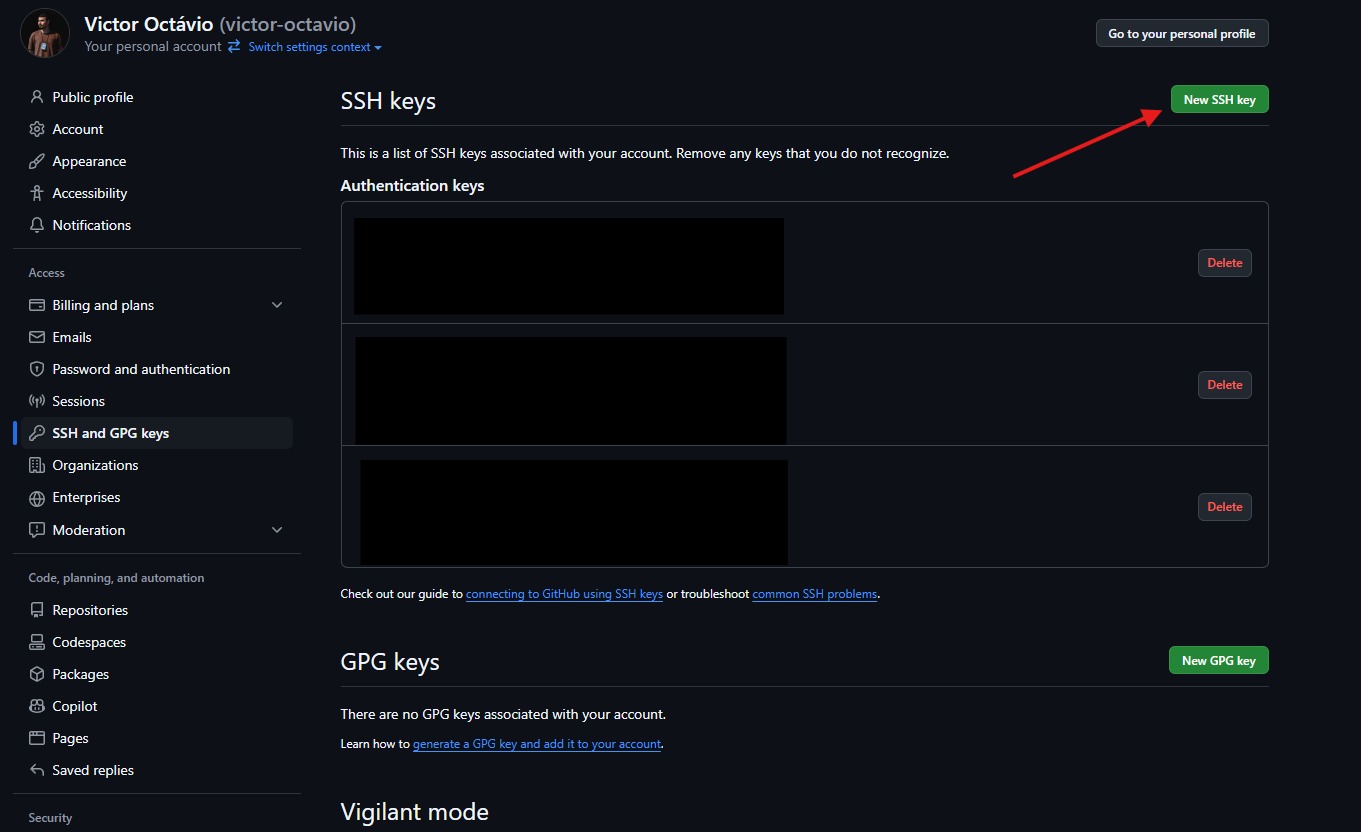 Victor Octávio (victor-octavio)
Your personal account Switch settings context
Go to your personal profile
Public profile
Account
Appearance
Accessibility
Notifications
Access
Billing and plans
Emails
Password and authentication
Sessions
SSH and GPG keys
Organizations
Enterprises
Moderation
Code, planning, and automation
Repositories
Codespaces
Packages
Copilot
Pages
Saved replies
Security
SSH keys
New SSH key
This is a list of SSH keys associated with your account. Remove any keys that you do not recognize.
Authentication keys
Delete
Delete
Delete
Check out our guide to connecting to GitHub using SSH keys or troubleshoot common SSH problems.
GPG keys
New GPG key
There are no GPG keys associated with your account.
Learn how to generate a GPG key and add it to your account.
Vigilant mode